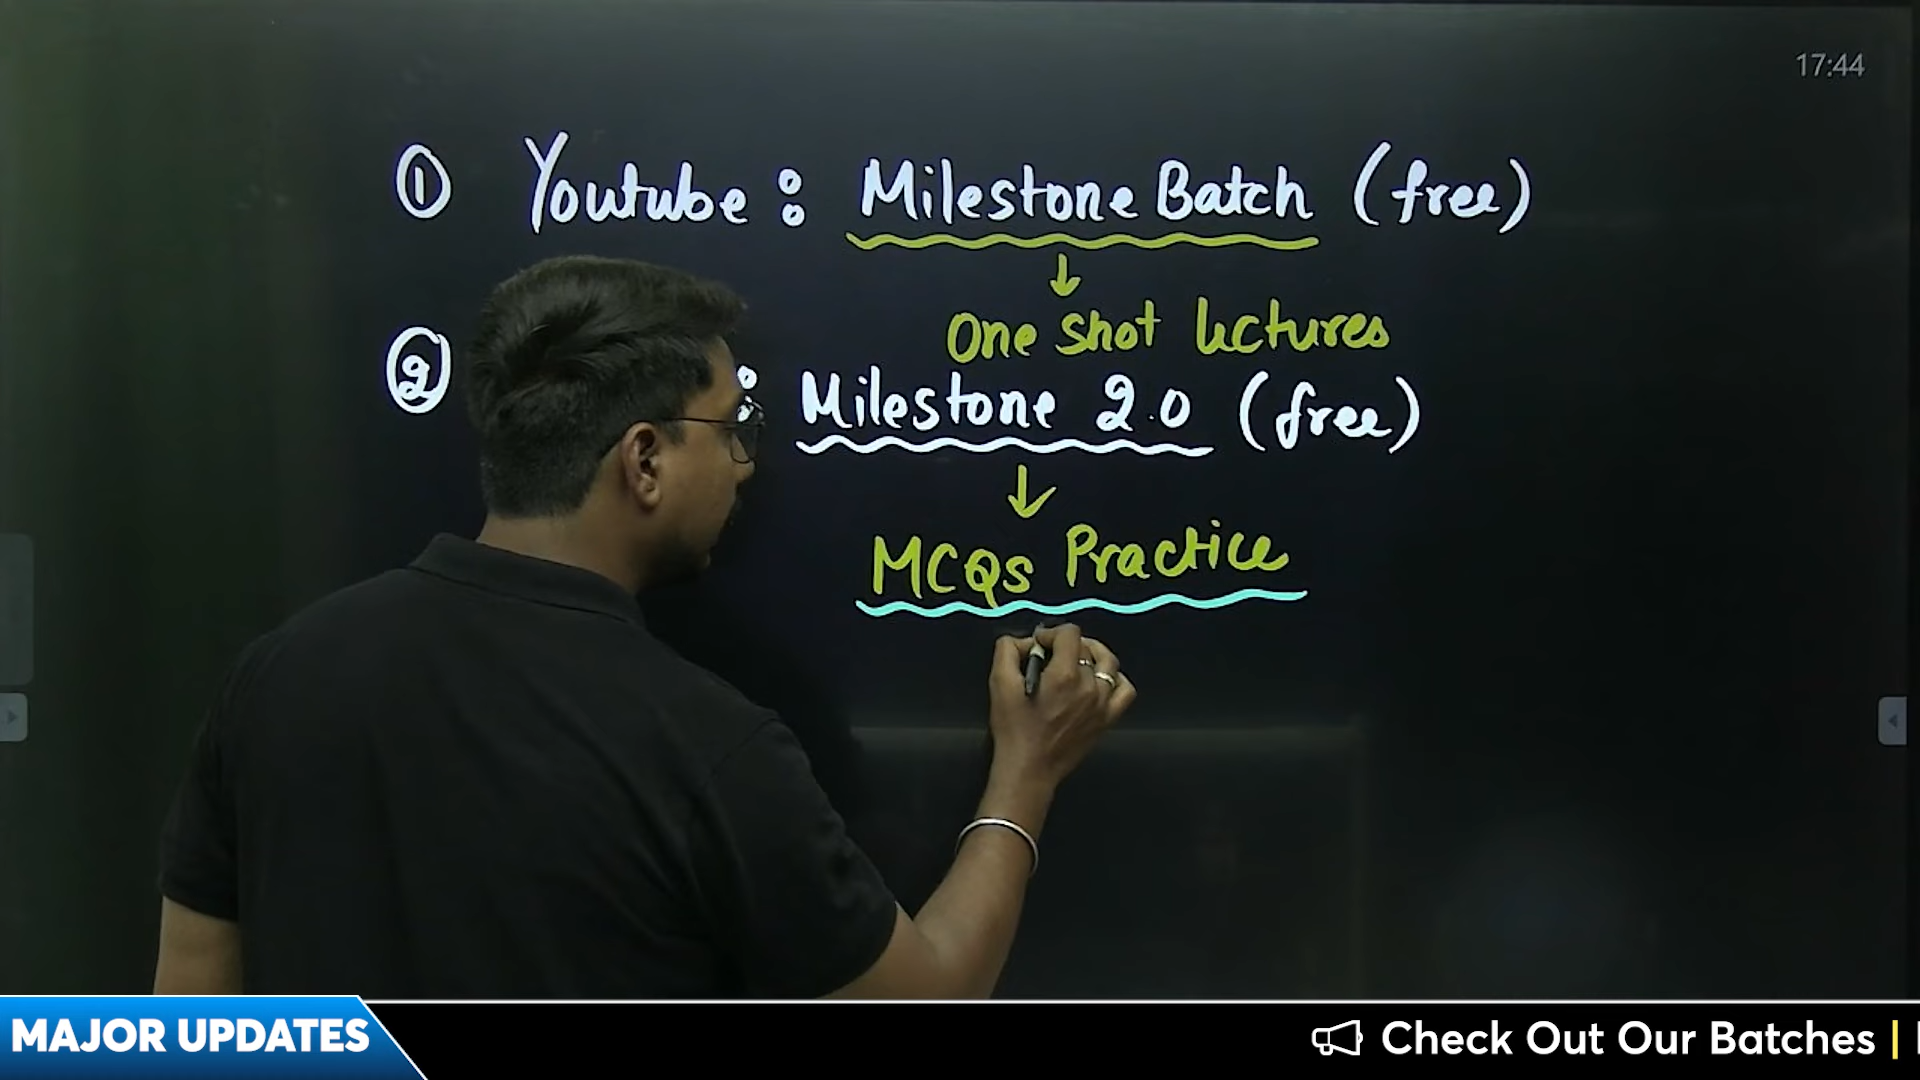 17:44
① Youtube : Milestone Batch (free)
↓
One shot lectures
② : Milestone 2.0 (free)
↓
MCQs Practice
MAJOR UPDATES
Check Out Our Batches |